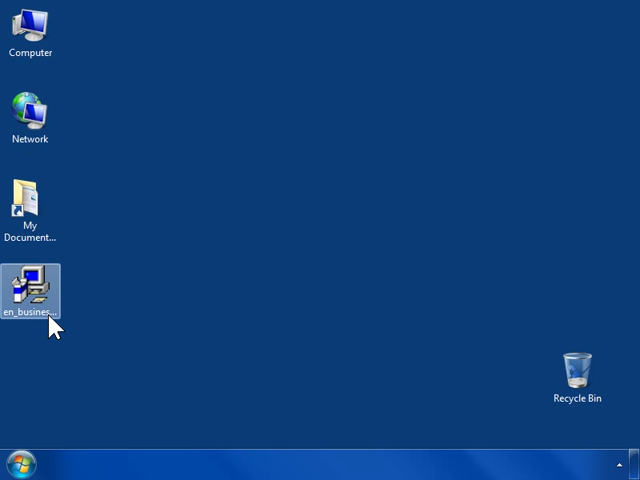 Computer
Network
My
Document...
en_busines...
Recycle Bin